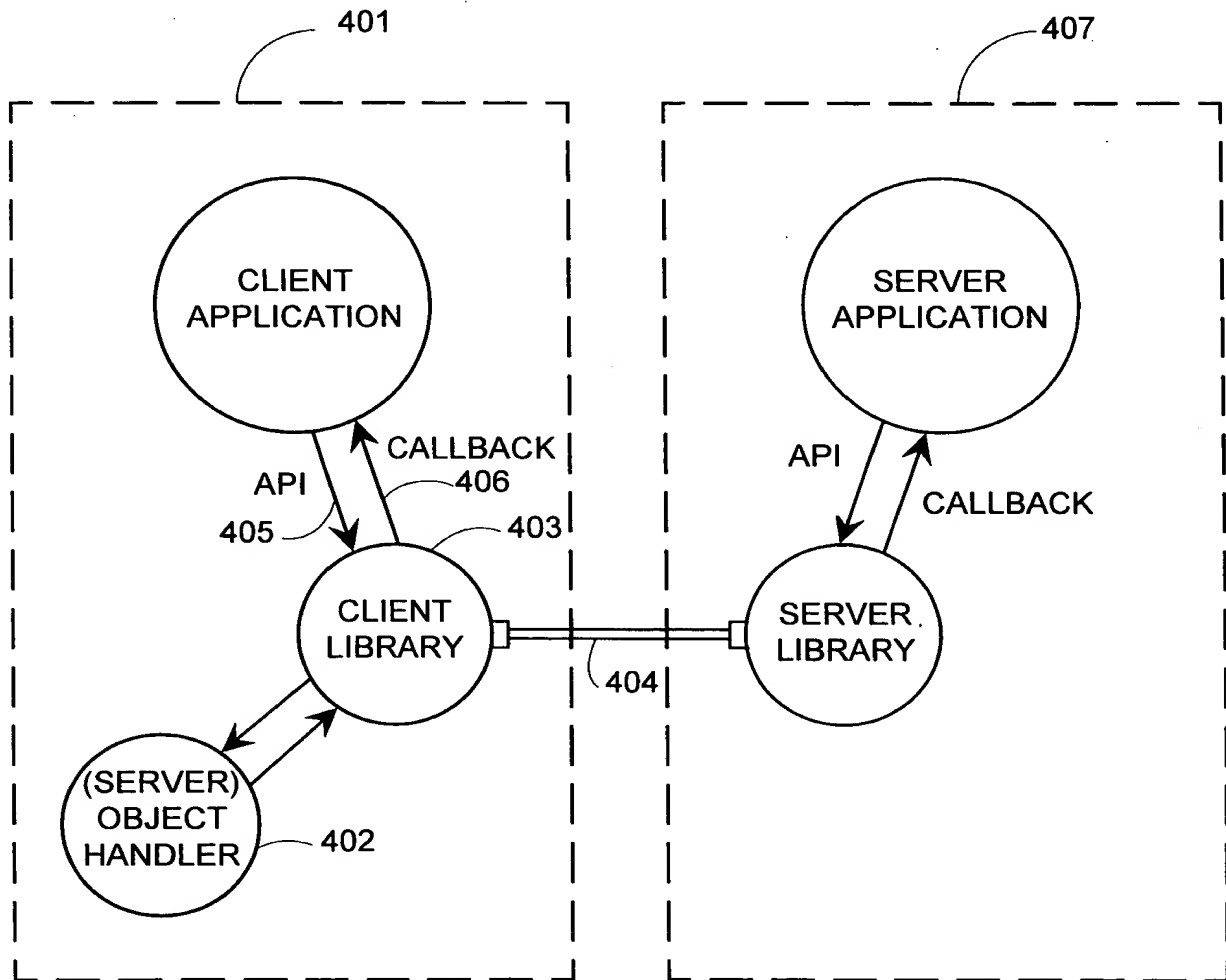 401
407
CLIENT
APPLICATION
SERVER
APPLICATION
CALLBACK
API
406
405
403
API
CALLBACK
CLIENT
LIBRARY
SERVER
LIBRARY
404
(SERVER)
OBJECT
HANDLER
402